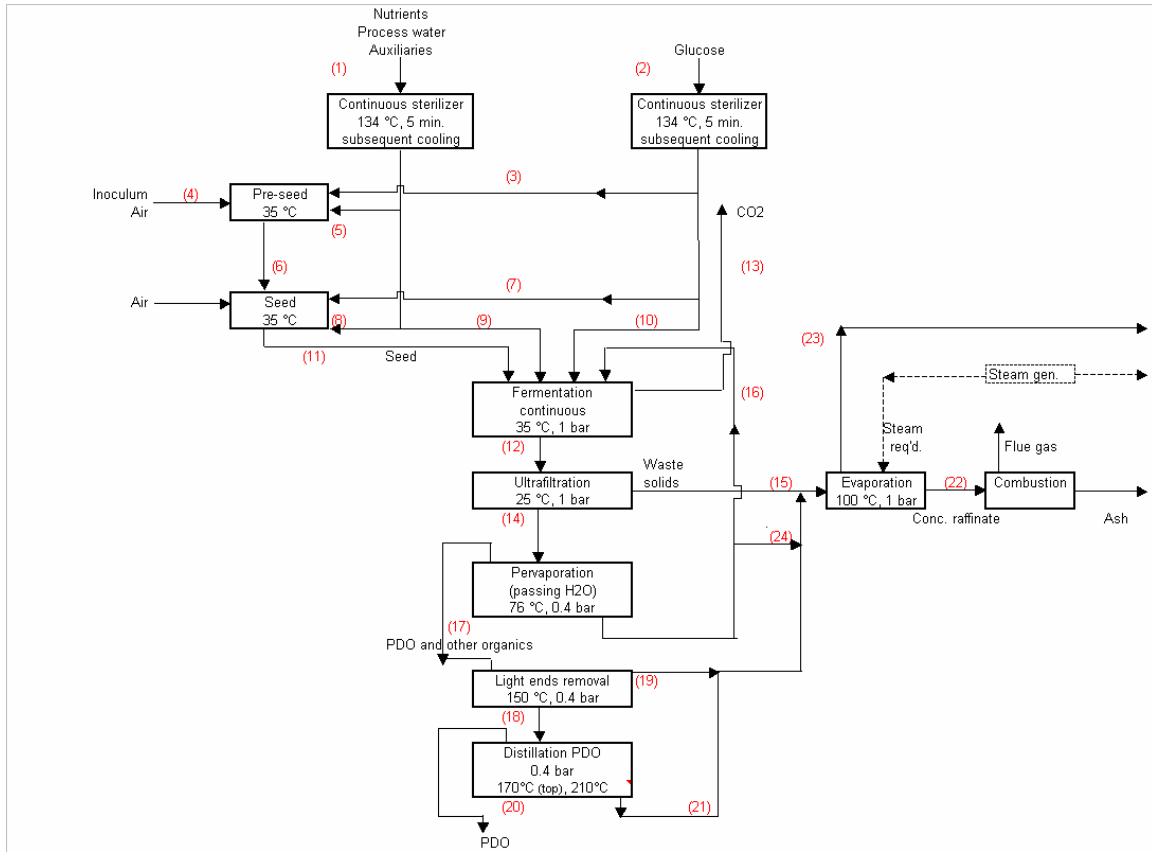 Nutrients
Process water
Auxiliaries
Glucose
(1)
(2)
Continuous sterilizer
134 °C, 5 min.
subsequent cooling
Continuous sterilizer
134 °C, 5 min.
subsequent cooling
(3)
Inoculum
Air
(4)
Pre-seed
35 °C
(5)
CO2
(6)
(13)
(7)
Air
Seed
35 °C
(8)
(9)
(10)
(23)
(11)
Seed
Steam gen.
(16)
Fermentation
continuous
35 °C, 1 bar
Steam
req'd.
Flue gas
(12)
Waste
solids
Ultrafiltration
25 °C, 1 bar
(15)
Evaporation
100 °C, 1 bar
(22)
Combustion
(14)
Conc. raffinate
Ash
(24)
Pervaporation
(passing H2O)
76 °C, 0.4 bar
(17)
PDO and other organics
Light ends removal
150 °C, 0.4 bar
(19)
(18)
Distillation PDO
0.4 bar
170°C (top), 210°C
(20)
(21)
PDO